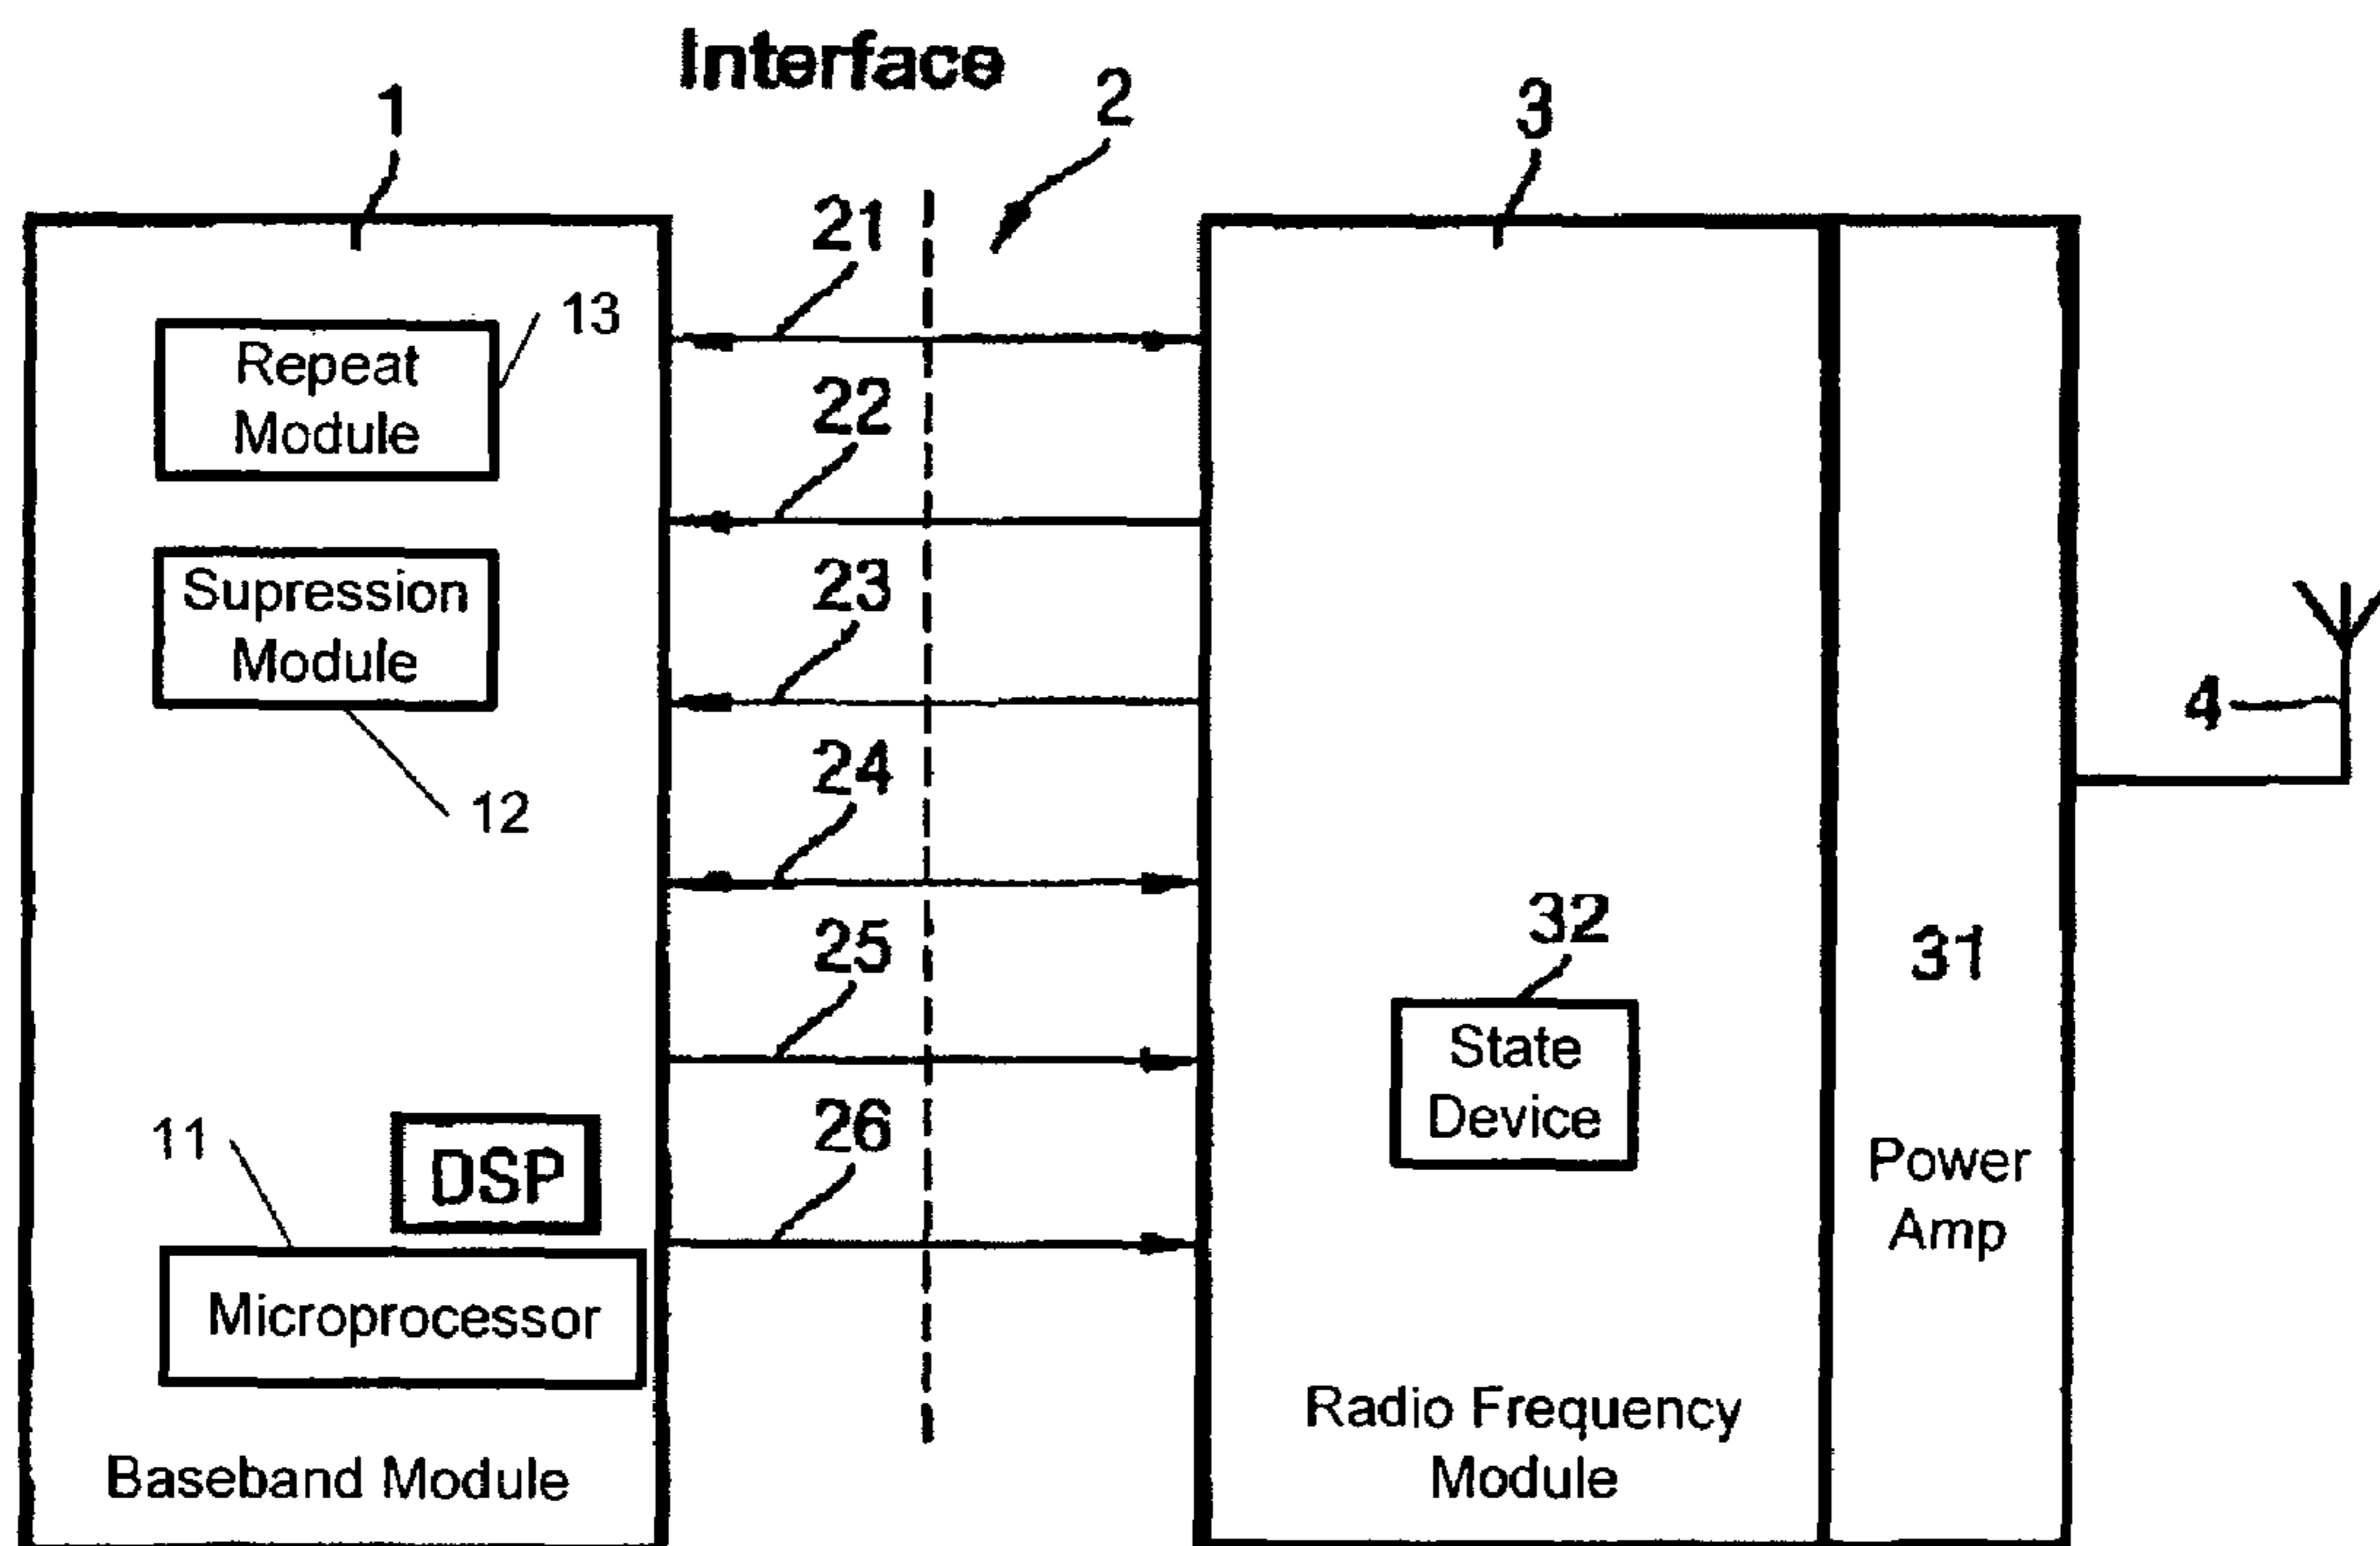 Interface
1
2
3
21
13
Repeat
Module
22
Supression
Module
23
12
24
4
25
32
31
State
Device
11
DSP
26
Power
Amp
Microprocessor
Radio Frequency
Module
Baseband Module